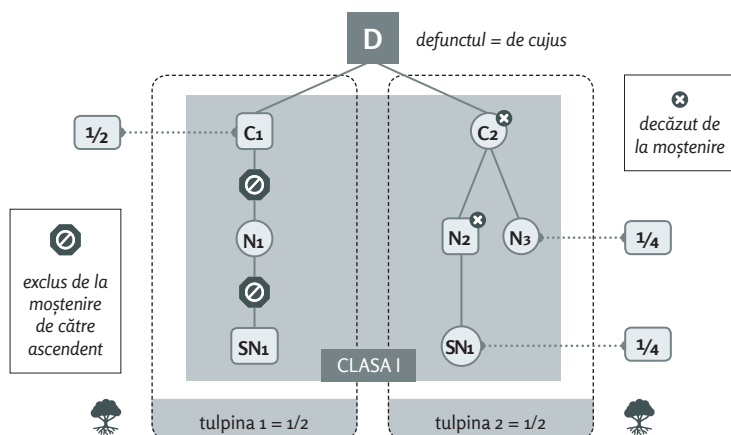 D
defunctul = de cujus
1/2
C1
C2
decăzut de
la moștenire
N1
N2
N3
1/4
exclus de la
moștenire
de către
ascendent
SN1
SN1
1/4
CLASA I
tulpina 1 = 1/2
tulpina 2 = 1/2